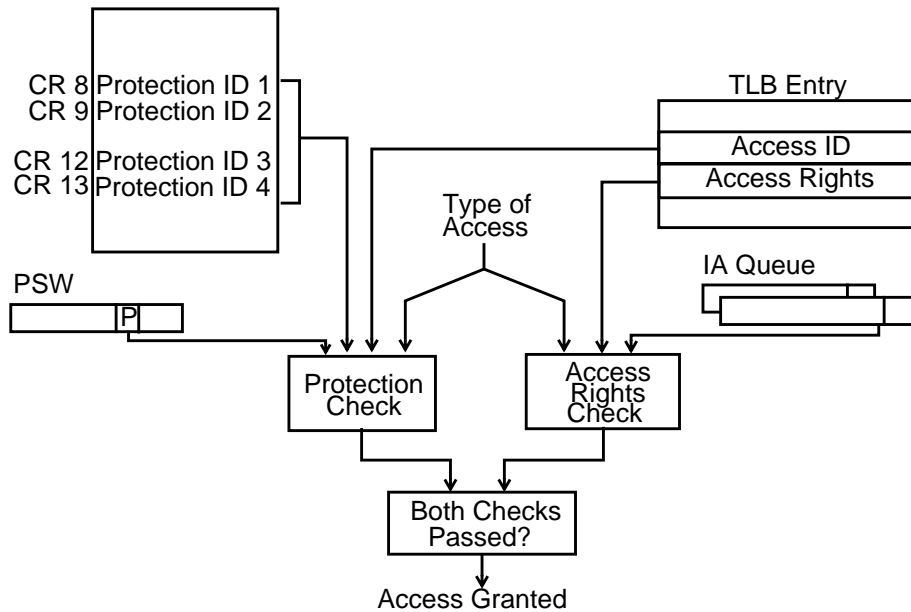 CR 8 Protection ID 1
CR 9 Protection ID 2
CR 12 Protection ID 3
CR 13 Protection ID 4
TLB Entry
Access ID
Access Rights
Type of
Access
PSW
P
IA Queue
Protection
Check
Access
Rights
Check
Both Checks
Passed?
Access Granted